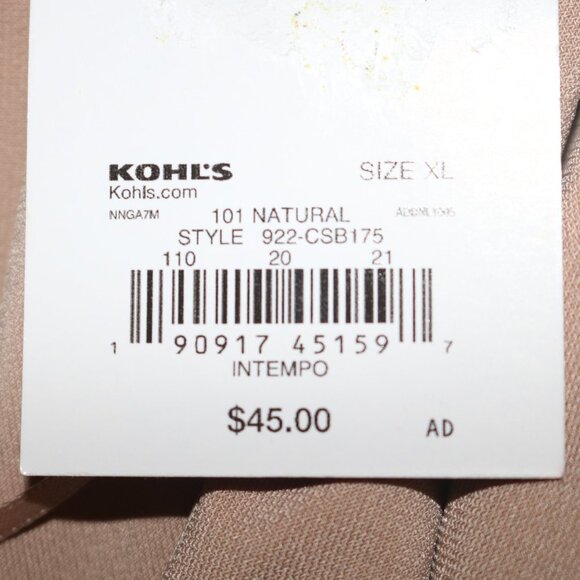 KOHL'S SIZE XL
Kohls.com
NNGA7M 101 NATURAL
STYLE 922-CSB175
110 20 21
1 90917 45159 7
INTEMPO
$45.00 AD